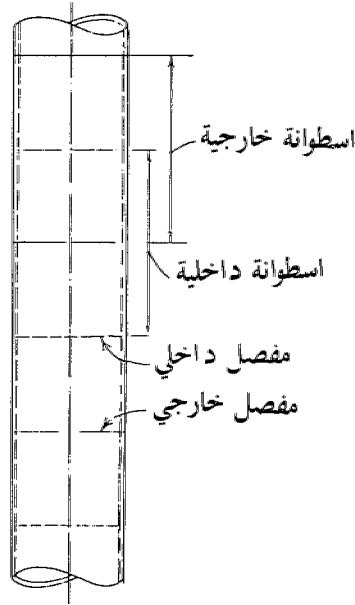 اسطوانة خارجية
اسطوانة داخلية
مفصل داخلي
مفصل خارجي